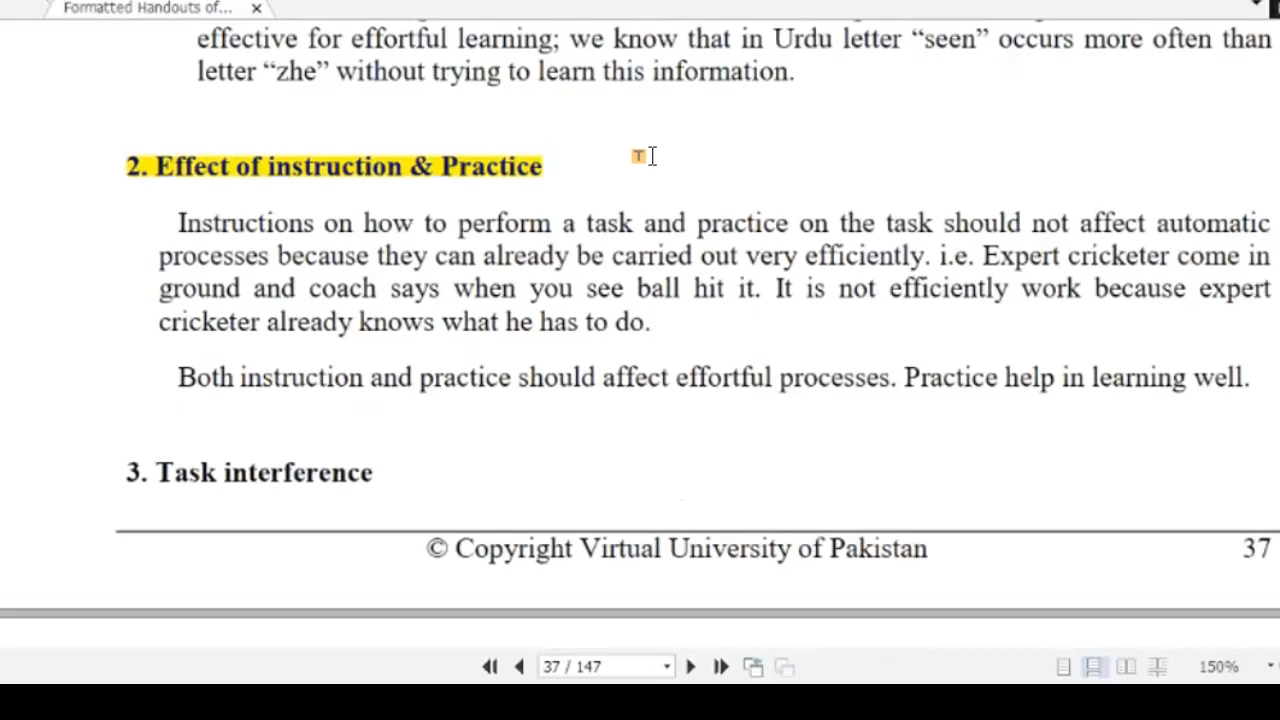 Formatted Handouts of...
effective for effortful learning; we know that in Urdu letter “seen” occurs more often than
letter “zhe” without trying to learn this information.
2. Effect of instruction & Practice
Instructions on how to perform a task and practice on the task should not affect automatic
processes because they can already be carried out very efficiently. i.e. Expert cricketer come in
ground and coach says when you see ball hit it. It is not efficiently work because expert
cricketer already knows what he has to do.
Both instruction and practice should affect effortful processes. Practice help in learning well.
3. Task interference
© Copyright Virtual University of Pakistan
37
37 / 147
150%